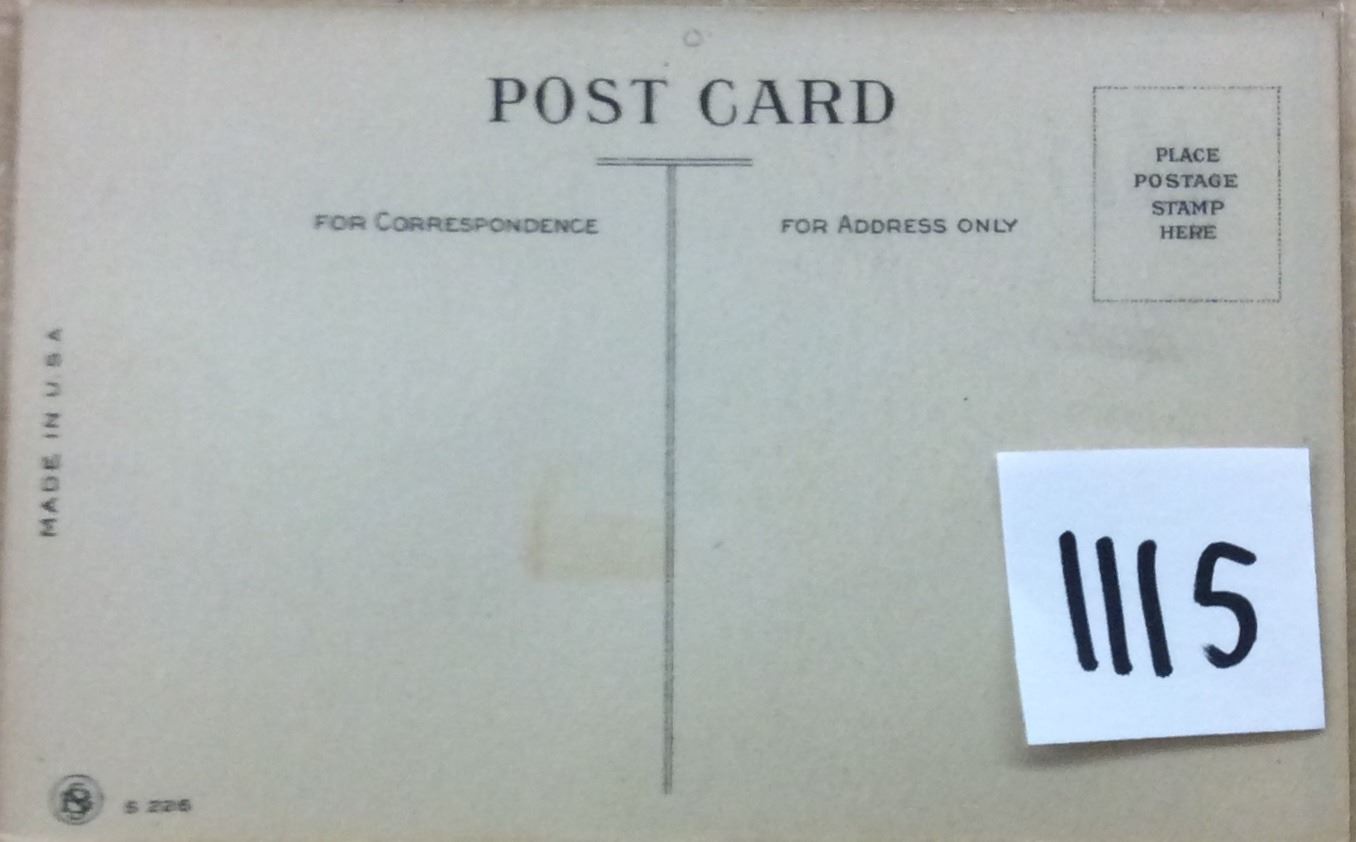 POST CARD
FOR CORRESPONDENCE
FOR ADDRESS ONLY
PLACE
POSTAGE
STAMP
HERE
MADE IN U.S.A
1115
S 226